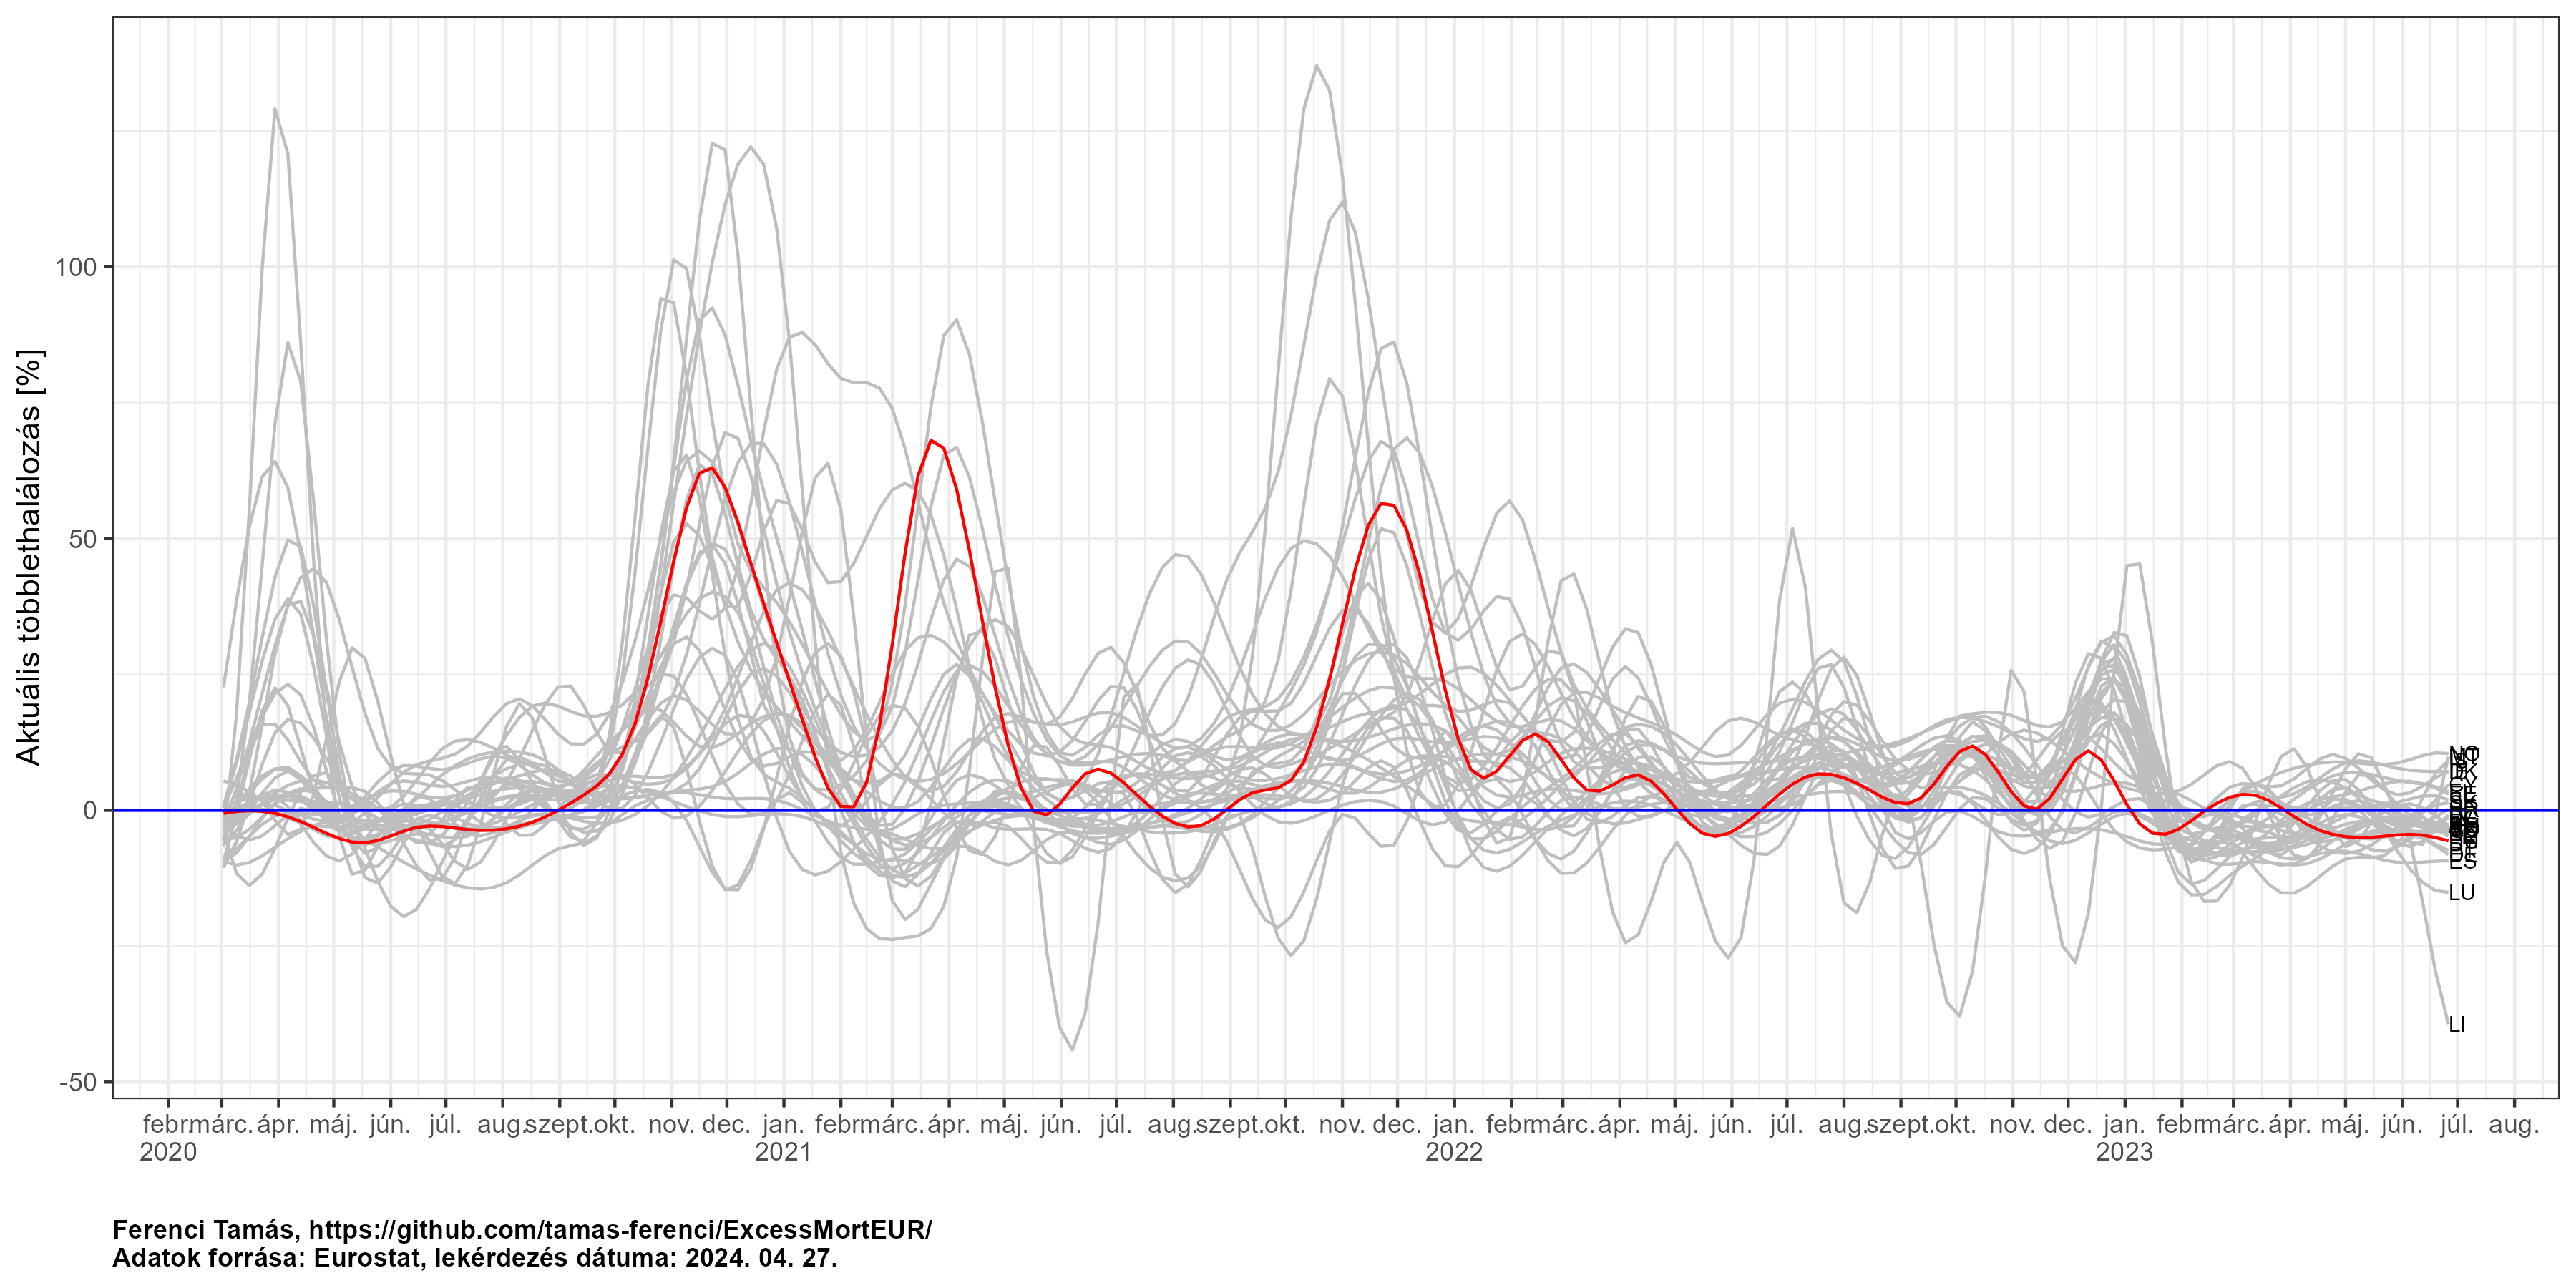 Aktuális többlethalálozás [%]
100
50
0
-50
NO
LU
LI
febr. márc. ápr. máj. jún. júl. aug. szept. okt. nov. dec. jan. febr. márc. ápr. máj. jún. júl. aug. szept. okt. nov. dec. jan. febr. márc. ápr. máj. jún. júl. aug. szept. okt. nov. dec. jan. febr. márc. ápr. máj. jún. júl. aug.
2020 2021 2022 2023
Ferenci Tamás, https://github.com/tamas-ferenci/ExcessMortEUR/
Adatok forrása: Eurostat, lekérdezés dátuma: 2024. 04. 27.